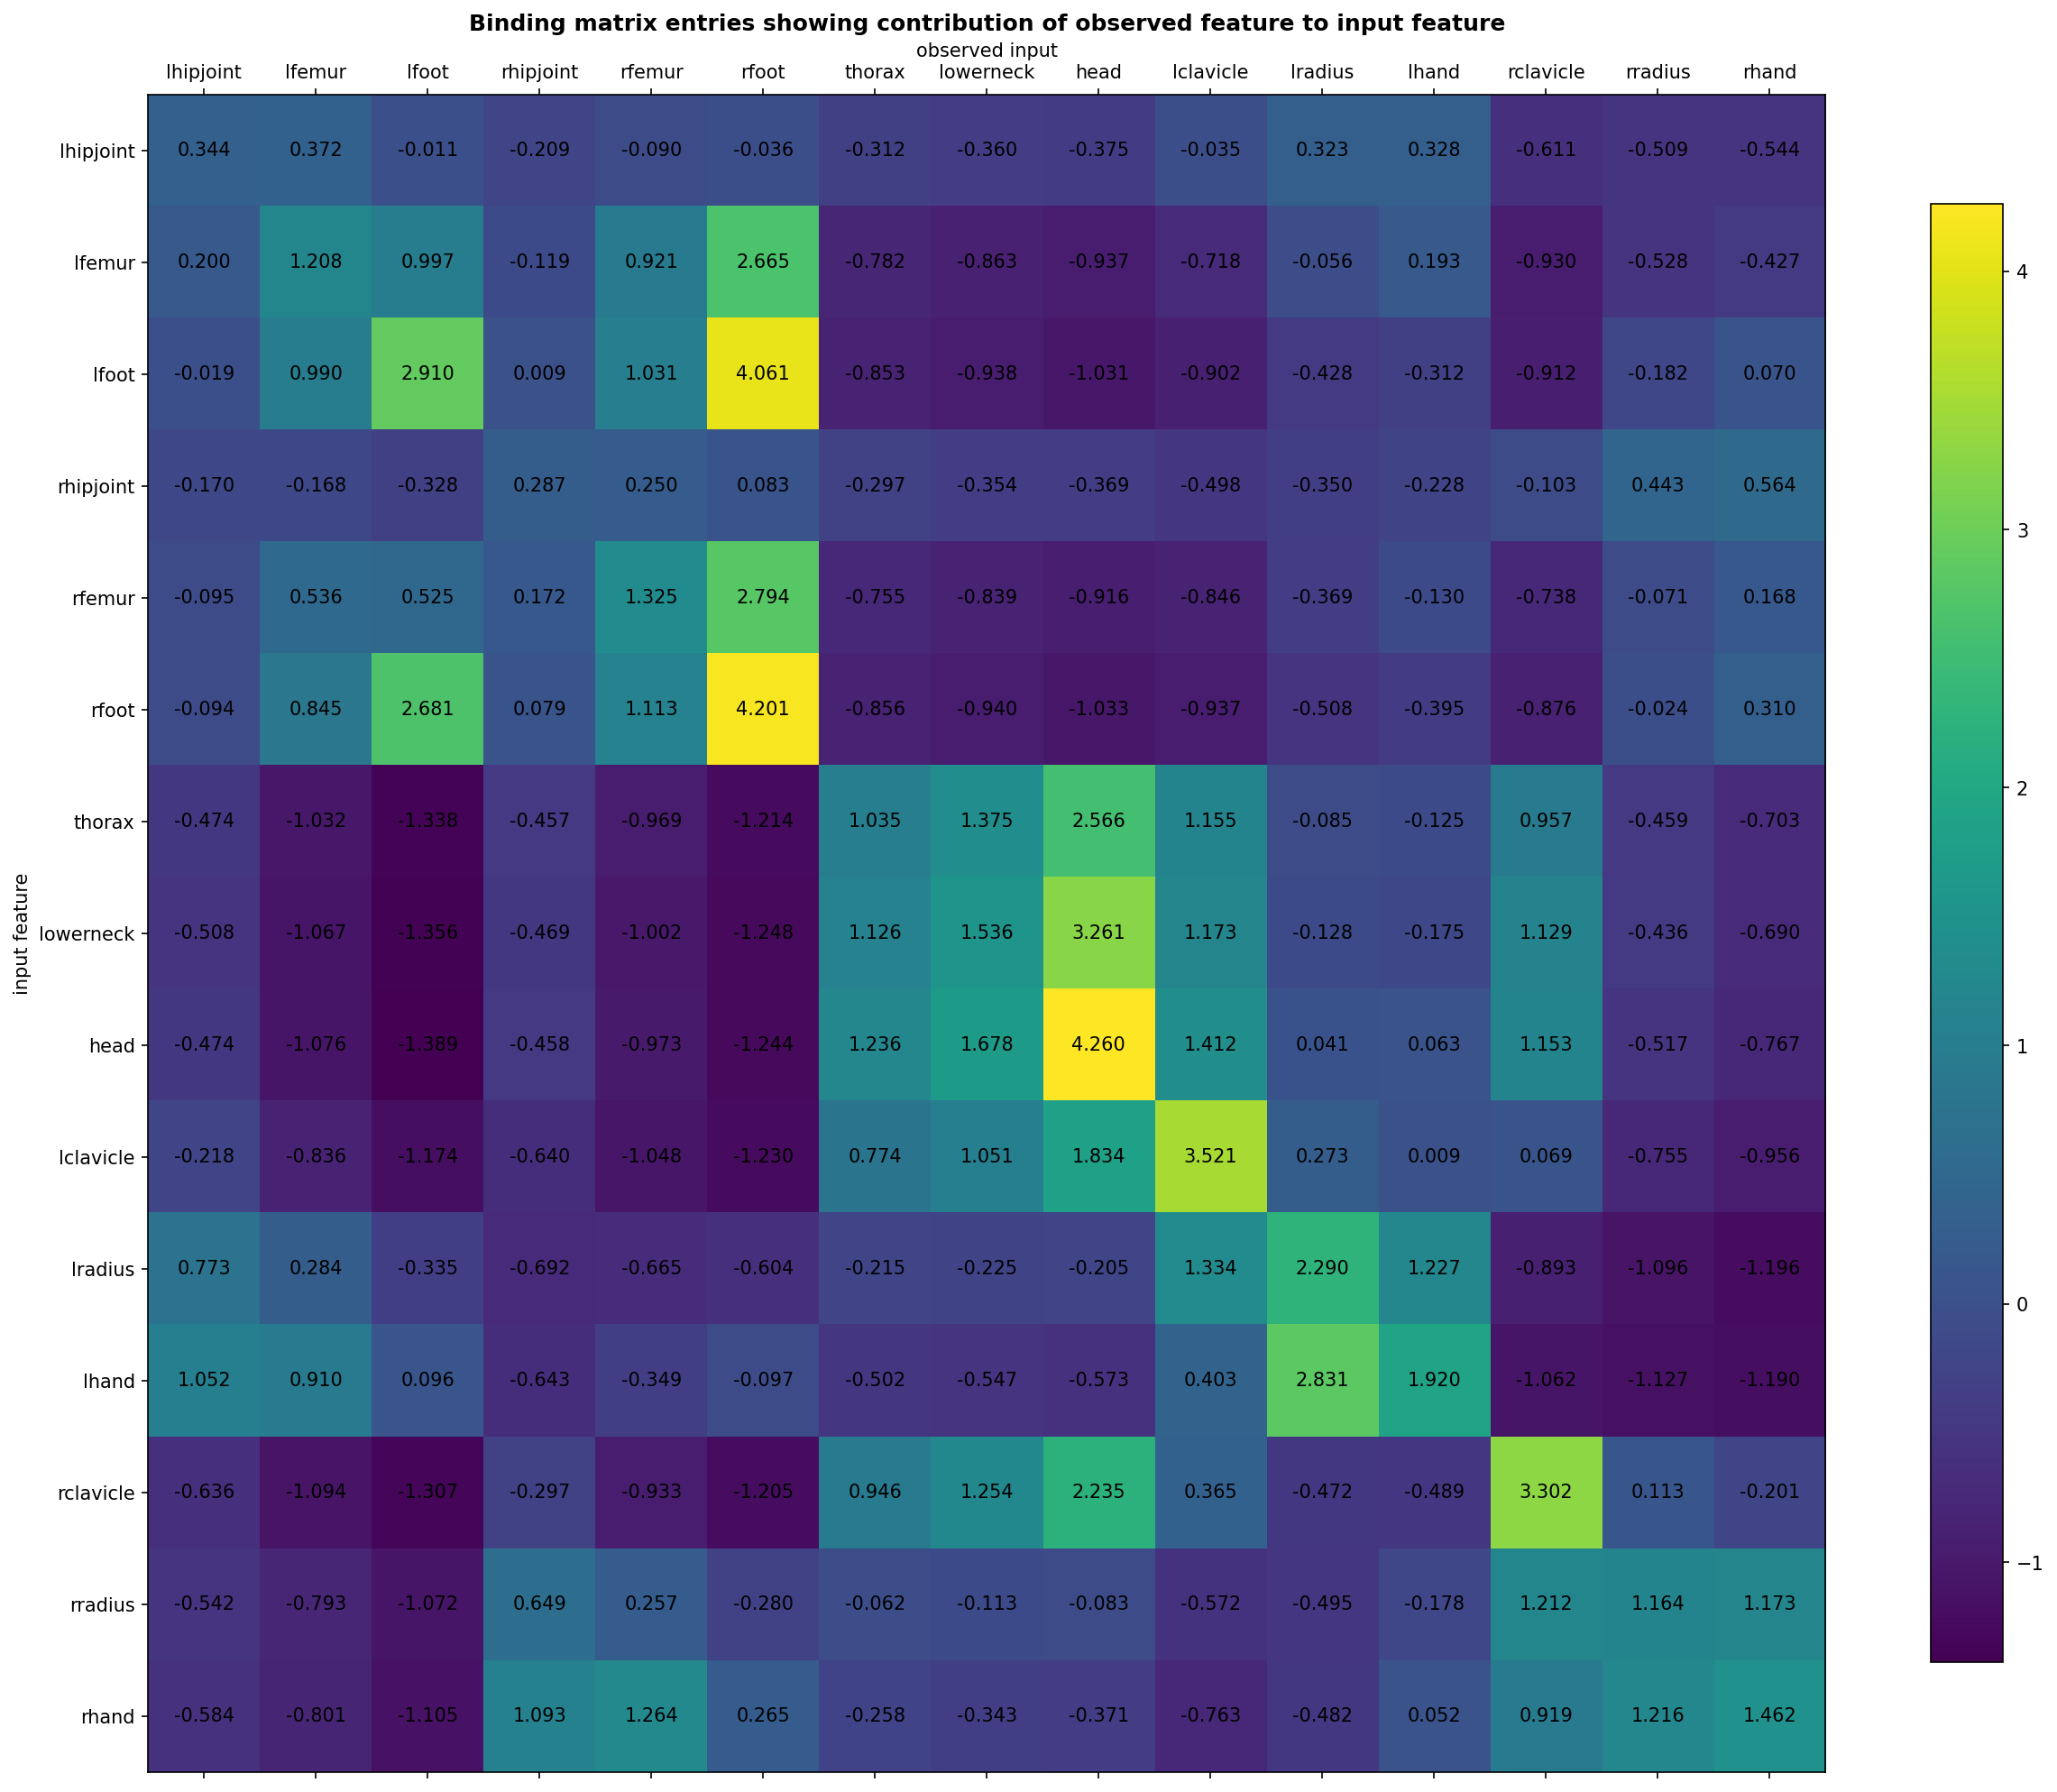 Binding matrix entries showing contribution of observed feature to input feature
observed input
lhipjoint lfemur lfoot rhipjoint rfemur rfoot thorax lowerneck head lclavicle lradius lhand rclavicle rradius rhand
lhipjoint 0.344 0.372 -0.011 -0.209 -0.090 -0.036 -0.312 -0.360 -0.375 -0.035 0.323 0.328 -0.611 -0.509 -0.544
lfemur 0.200 1.208 0.997 -0.119 0.921 2.665 -0.782 -0.863 -0.937 -0.718 -0.056 0.193 -0.930 -0.528 -0.427
4
lfoot -0.019 0.990 2.910 0.009 1.031 4.061 -0.853 -0.938 -1.031 -0.902 -0.428 -0.312 -0.912 -0.182 0.070
rhipjoint -0.170 -0.168 -0.328 0.287 0.250 0.083 -0.297 -0.354 -0.369 -0.498 -0.350 -0.228 -0.103 0.443 0.564
3
rfemur -0.095 0.536 0.525 0.172 1.325 2.794 -0.755 -0.839 -0.916 -0.846 -0.369 -0.130 -0.738 -0.071 0.168
rfoot -0.094 0.845 2.681 0.079 1.113 4.201 -0.856 -0.940 -1.033 -0.937 -0.508 -0.395 -0.876 -0.024 0.310
2
thorax -0.474 -1.032 -1.338 -0.457 -0.969 -1.214 1.035 1.375 2.566 1.155 -0.085 -0.125 0.957 -0.459 -0.703
input feature
lowerneck -0.508 -1.067 -1.356 -0.469 -1.002 -1.248 1.126 1.536 3.261 1.173 -0.128 -0.175 1.129 -0.436 -0.690
head -0.474 -1.076 -1.389 -0.458 -0.973 -1.244 1.236 1.678 4.260 1.412 0.041 0.063 1.153 -0.517 -0.767
1
lclavicle -0.218 -0.836 -1.174 -0.640 -1.048 -1.230 0.774 1.051 1.834 3.521 0.273 0.009 0.069 -0.755 -0.956
lradius 0.773 0.284 -0.335 -0.692 -0.665 -0.604 -0.215 -0.225 -0.205 1.334 2.290 1.227 -0.893 -1.096 -1.196
0
lhand 1.052 0.910 0.096 -0.643 -0.349 -0.097 -0.502 -0.547 -0.573 0.403 2.831 1.920 -1.062 -1.127 -1.190
rclavicle -0.636 -1.094 -1.307 -0.297 -0.933 -1.205 0.946 1.254 2.235 0.365 -0.472 -0.489 3.302 0.113 -0.201
−1
rradius -0.542 -0.793 -1.072 0.649 0.257 -0.280 -0.062 -0.113 -0.083 -0.572 -0.495 -0.178 1.212 1.164 1.173
rhand -0.584 -0.801 -1.105 1.093 1.264 0.265 -0.258 -0.343 -0.371 -0.763 -0.482 0.052 0.919 1.216 1.462